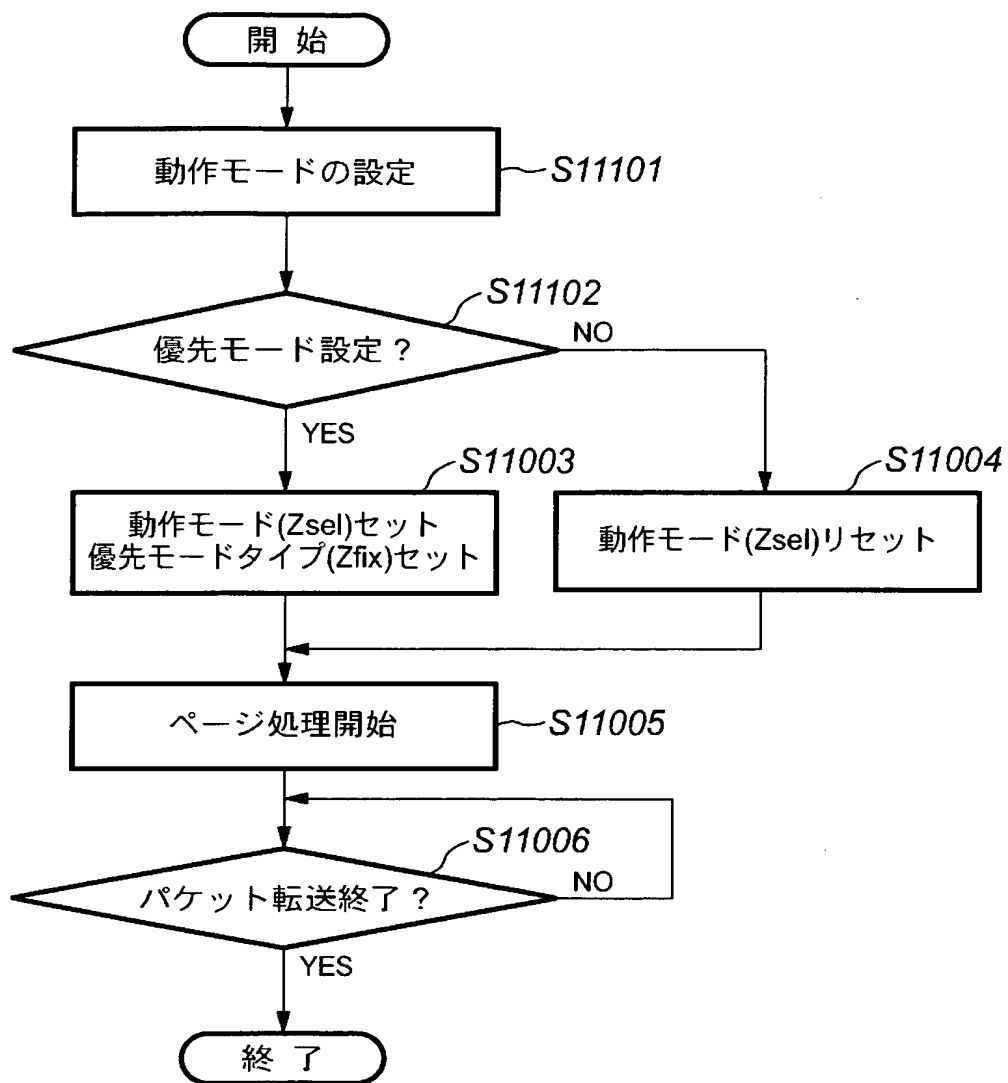 開 始
動作モードの設定
S11101
S11102
優先モード設定？
NO
YES
S11003
動作モード(Zsel)セット
優先モードタイプ(Zfix)セット
S11004
動作モード(Zsel)リセット
ページ処理開始
S11005
S11006
パケット転送終了？
NO
YES
終 了